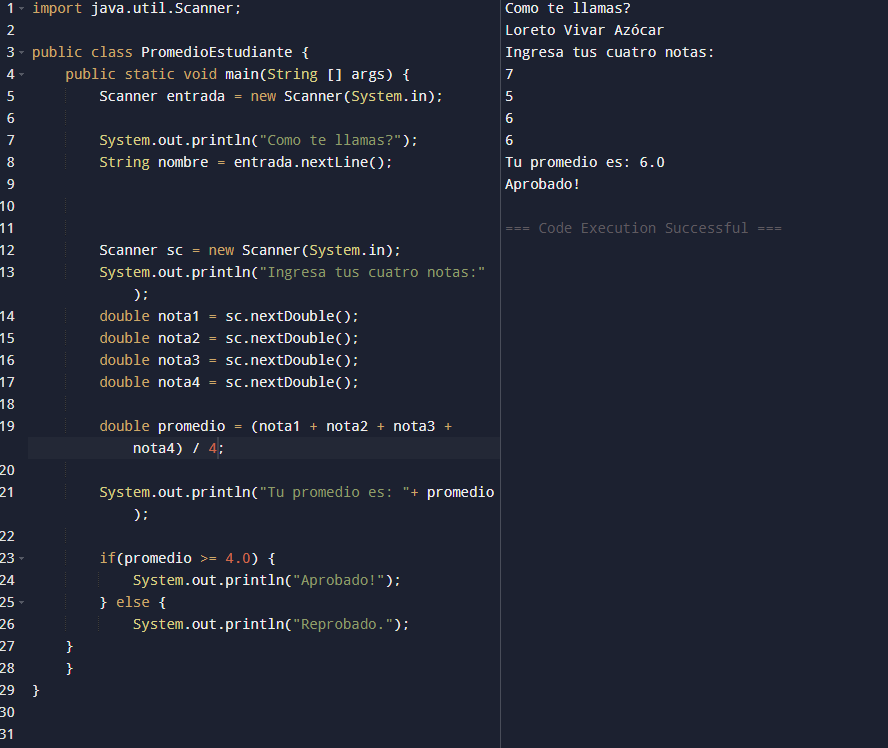 1 import java.util.Scanner;
2
3 public class PromedioEstudiante {
4     public static void main(String [] args) {
5         Scanner entrada = new Scanner(System.in);
6
7         System.out.println("Como te llamas?");
8         String nombre = entrada.nextLine();
9
10
11
12         Scanner sc = new Scanner(System.in);
13         System.out.println("Ingresa tus cuatro notas:"
            );
14         double nota1 = sc.nextDouble();
15         double nota2 = sc.nextDouble();
16         double nota3 = sc.nextDouble();
17         double nota4 = sc.nextDouble();
18
19         double promedio = (nota1 + nota2 + nota3 +
            nota4) / 4;
20
21         System.out.println("Tu promedio es: "+ promedio
            );
22
23         if(promedio >= 4.0) {
24             System.out.println("Aprobado!");
25         } else {
26             System.out.println("Reprobado.");
27     }
28     }
29 }
30
31
Como te llamas?
Loreto Vivar Azócar
Ingresa tus cuatro notas:
7
5
6
6
Tu promedio es: 6.0
Aprobado!
=== Code Execution Successful ===